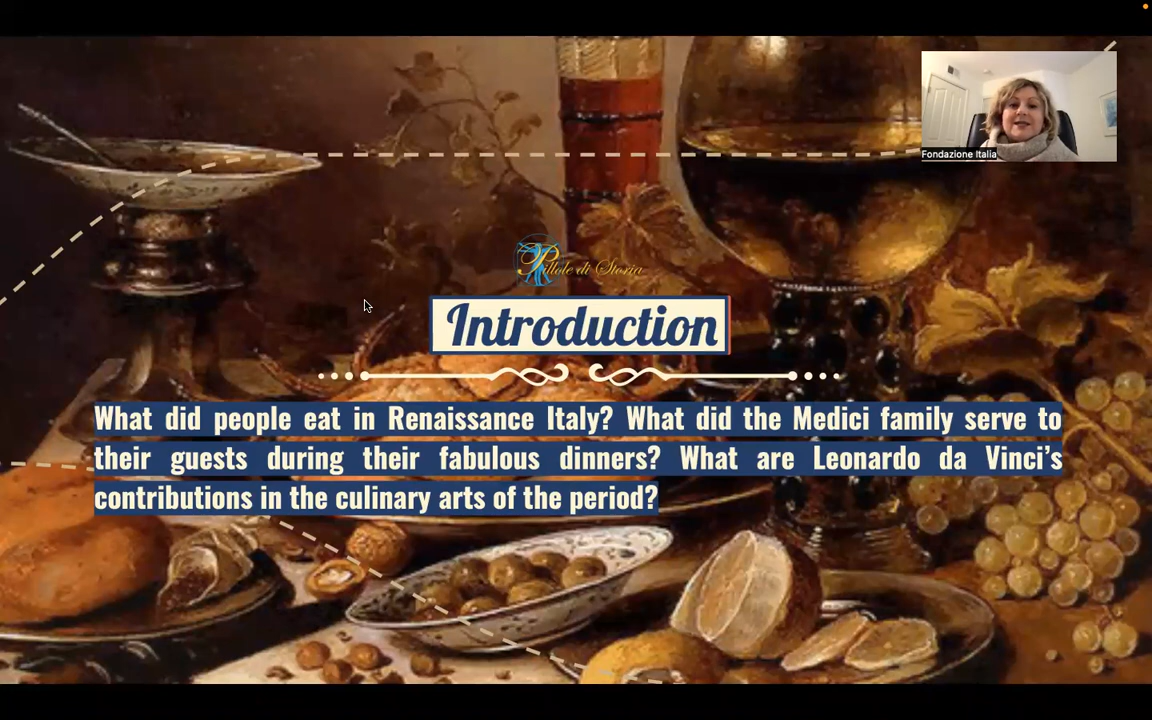 Fondazione Italia
Pillole di Storia
Introduction
What did people eat in Renaissance Italy? What did the Medici family serve to
their guests during their fabulous dinners? What are Leonardo da Vinci’s
contributions in the culinary arts of the period?